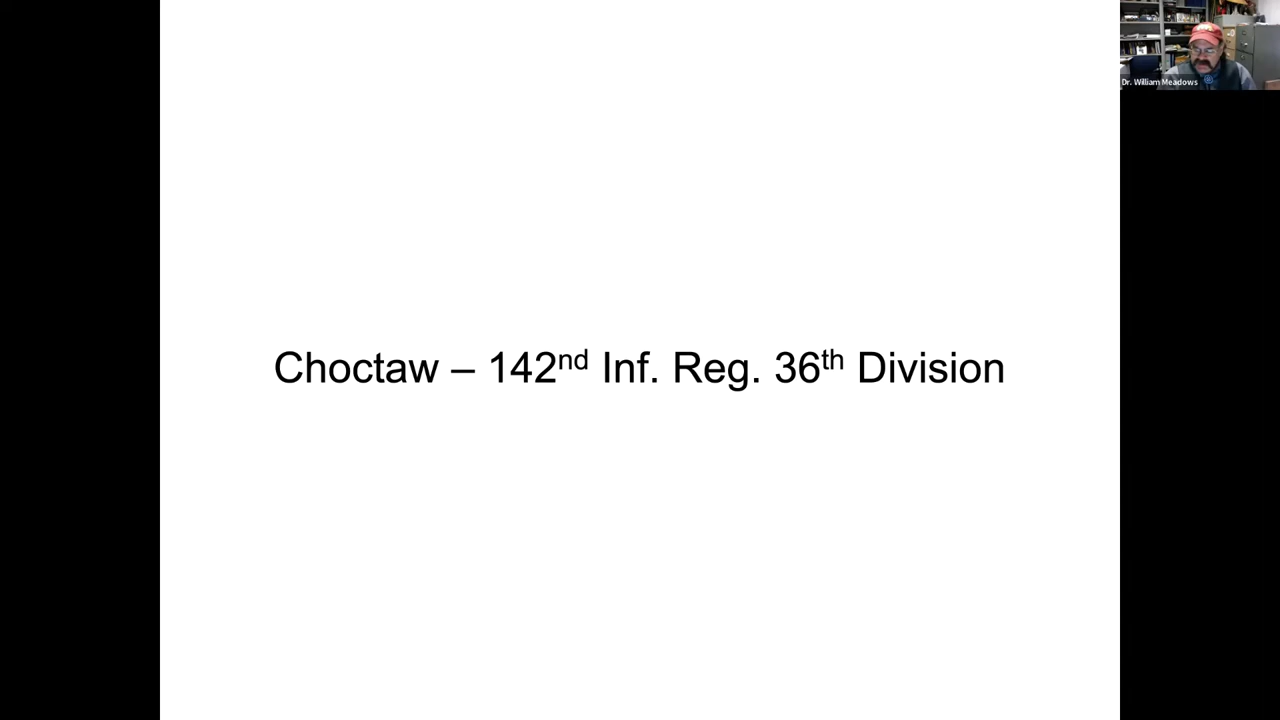 Dr. William Meadows
Choctaw – 142nd Inf. Reg. 36th Division